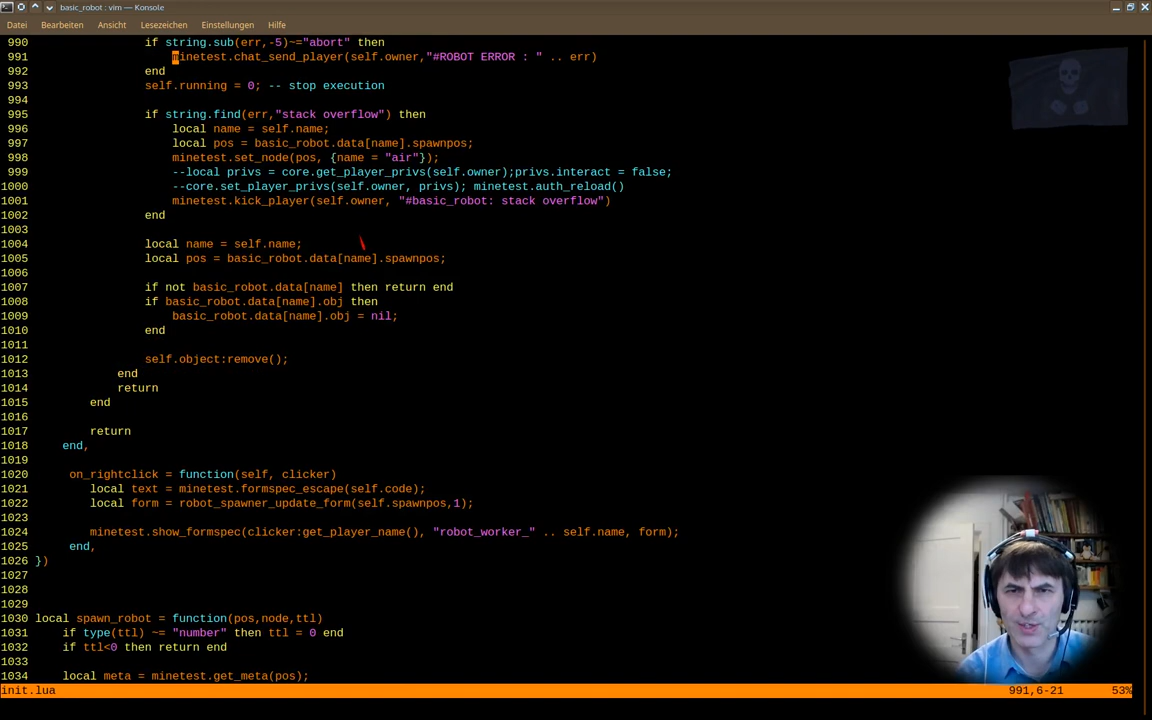 basic_robot : vim — Konsole
Datei Bearbeiten Ansicht Lesezeichen Einstellungen Hilfe
990 if string.sub(err,-5)~="abort" then
991 minetest.chat_send_player(self.owner,"#ROBOT ERROR : " .. err)
992 end
993 self.running = 0; -- stop execution
994
995 if string.find(err,"stack overflow") then
996 local name = self.name;
997 local pos = basic_robot.data[name].spawnpos;
998 minetest.set_node(pos, {name = "air"});
999 --local privs = core.get_player_privs(self.owner);privs.interact = false;
1000 --core.set_player_privs(self.owner, privs); minetest.auth_reload()
1001 minetest.kick_player(self.owner, "#basic_robot: stack overflow")
1002 end
1003
1004 local name = self.name;
1005 local pos = basic_robot.data[name].spawnpos;
1006
1007 if not basic_robot.data[name] then return end
1008 if basic_robot.data[name].obj then
1009 basic_robot.data[name].obj = nil;
1010 end
1011
1012 self.object:remove();
1013 end
1014 return
1015 end
1016
1017 return
1018 end,
1019
1020 on_rightclick = function(self, clicker)
1021 local text = minetest.formspec_escape(self.code);
1022 local form = robot_spawner_update_form(self.spawnpos,1);
1023
1024 minetest.show_formspec(clicker:get_player_name(), "robot_worker_" .. self.name, form);
1025 end,
1026 })
1027
1028
1029
1030 local spawn_robot = function(pos,node,ttl)
1031 if type(ttl) ~= "number" then ttl = 0 end
1032 if ttl<0 then return end
1033
1034 local meta = minetest.get_meta(pos);
init.lua 991,6-21 53%